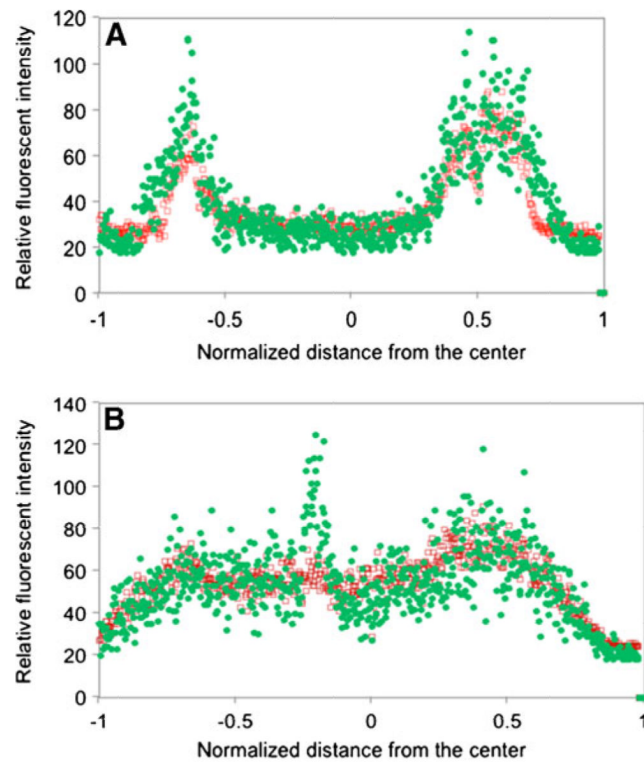 A
120
100
80
60
40
20
0
-1 -0.5 0 0.5 1
Relative fluorescent intensity
Normalized distance from the center
B
140
120
100
80
60
40
20
0
-1 -0.5 0 0.5 1
Relative fluorescent intensity
Normalized distance from the center